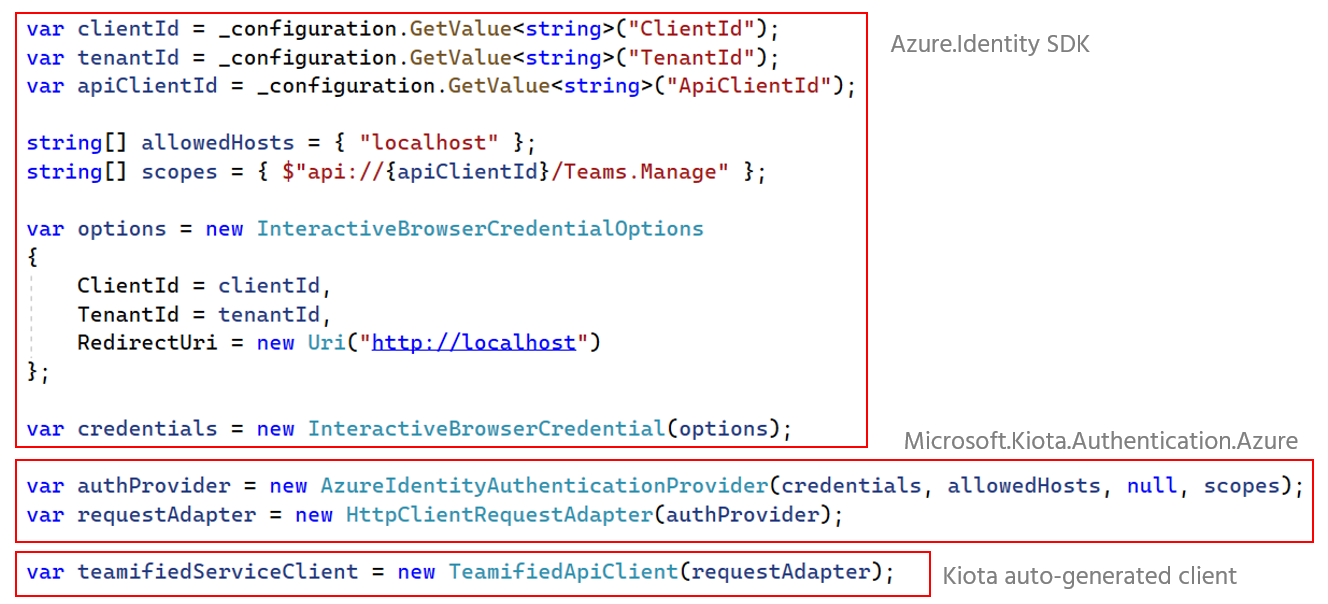 var clientId = _configuration.GetValue<string>("ClientId");
Azure.Identity SDK
var tenantId = _configuration.GetValue<string>("TenantId");
var apiClientId = _configuration.GetValue<string>("ApiClientId");
string[] allowedHosts = { "localhost" };
string[] scopes = { $"api://{apiClientId}/Teams.Manage" };
var options = new InteractiveBrowserCredentialOptions
{
ClientId = clientId,
TenantId = tenantId,
RedirectUri = new Uri("http://localhost")
};
var credentials = new InteractiveBrowserCredential(options);
Microsoft.Kiota.Authentication.Azure
var authProvider = new AzureIdentityAuthenticationProvider(credentials, allowedHosts, null, scopes);
var requestAdapter = new HttpClientRequestAdapter(authProvider);
var teamifiedServiceClient = new TeamifiedApiClient(requestAdapter);
Kiota auto-generated client